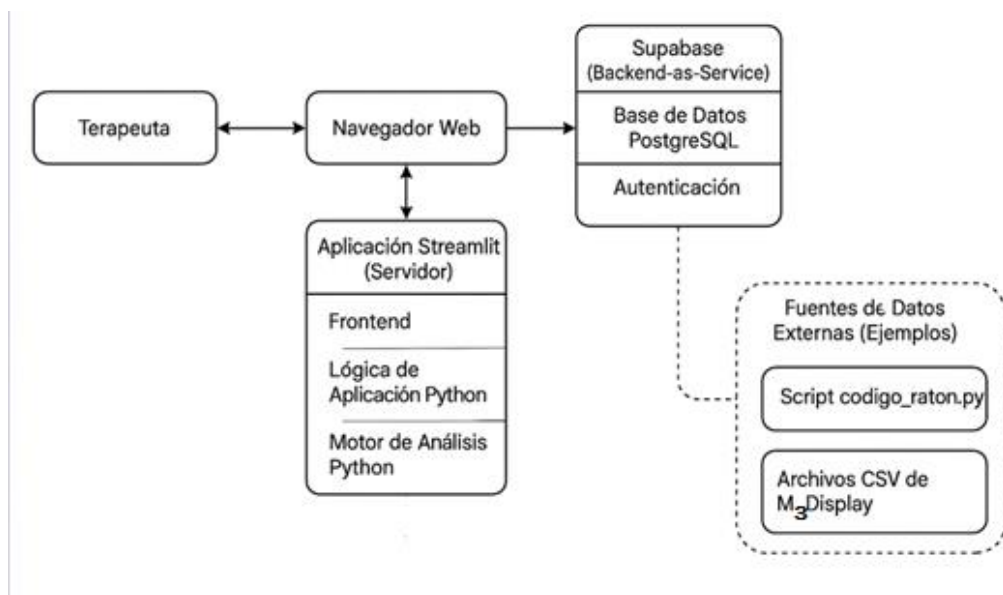 Supabase
(Backend-as-Service)
Base de Datos
PostgreSQL
Autenticación
Terapeuta
Navegador Web
Aplicación Streamlit
(Servidor)
Frontend
Lógica de
Aplicación Python
Motor de Análisis
Python
Fuentes de Datos
Externas (Ejemplos)
Script codigo_raton.py
Archivos CSV de
M3Display